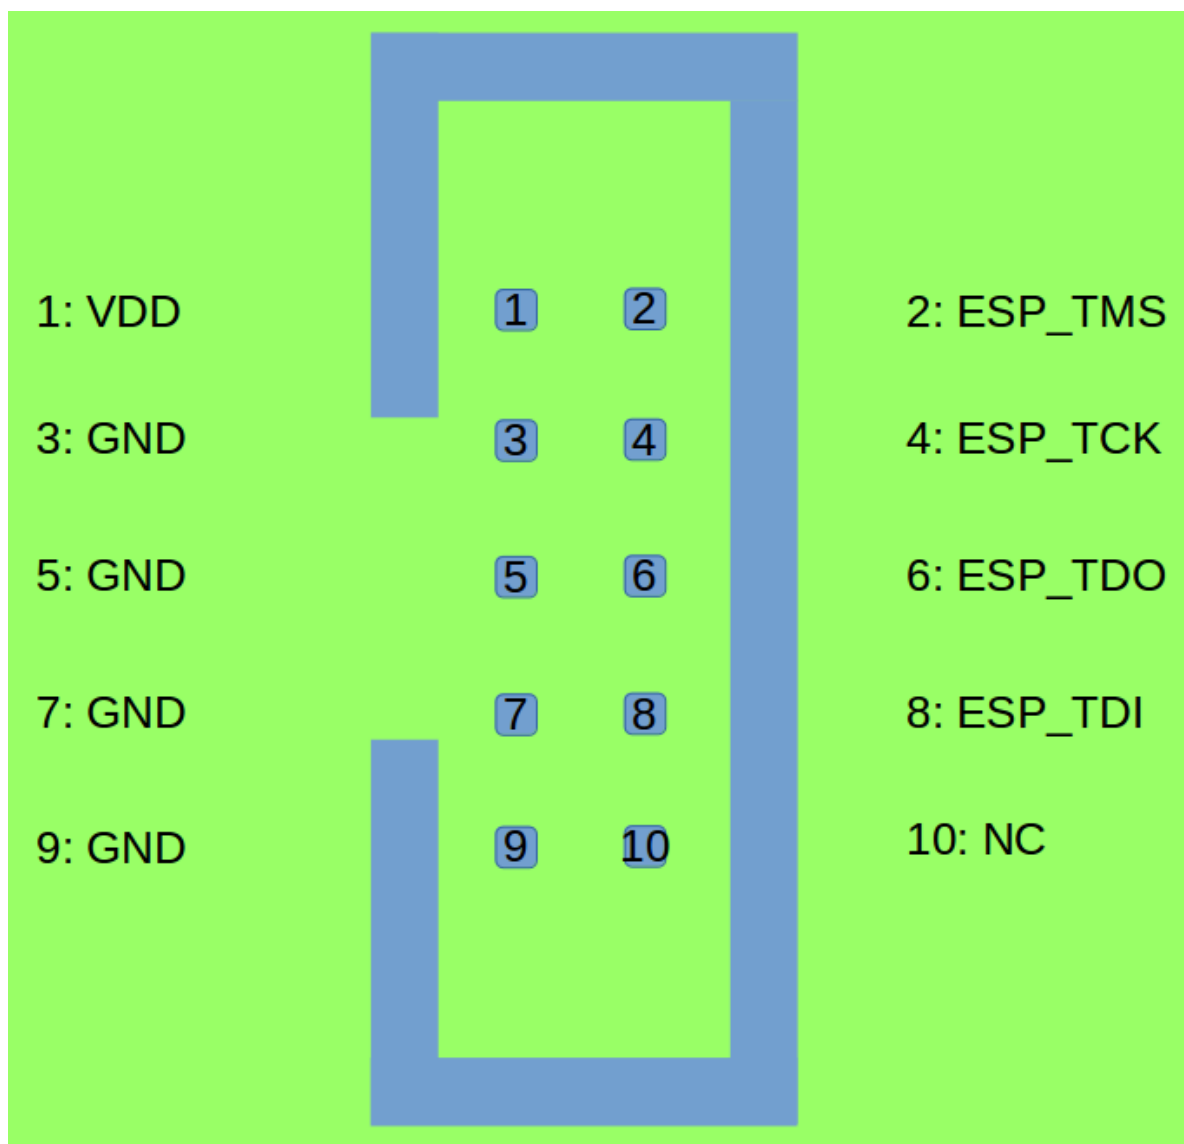 1: VDD 1 2 2: ESP_TMS
3: GND 3 4 4: ESP_TCK
5: GND 5 6 6: ESP_TDO
7: GND 7 8 8: ESP_TDI
9: GND 9 10 10: NC